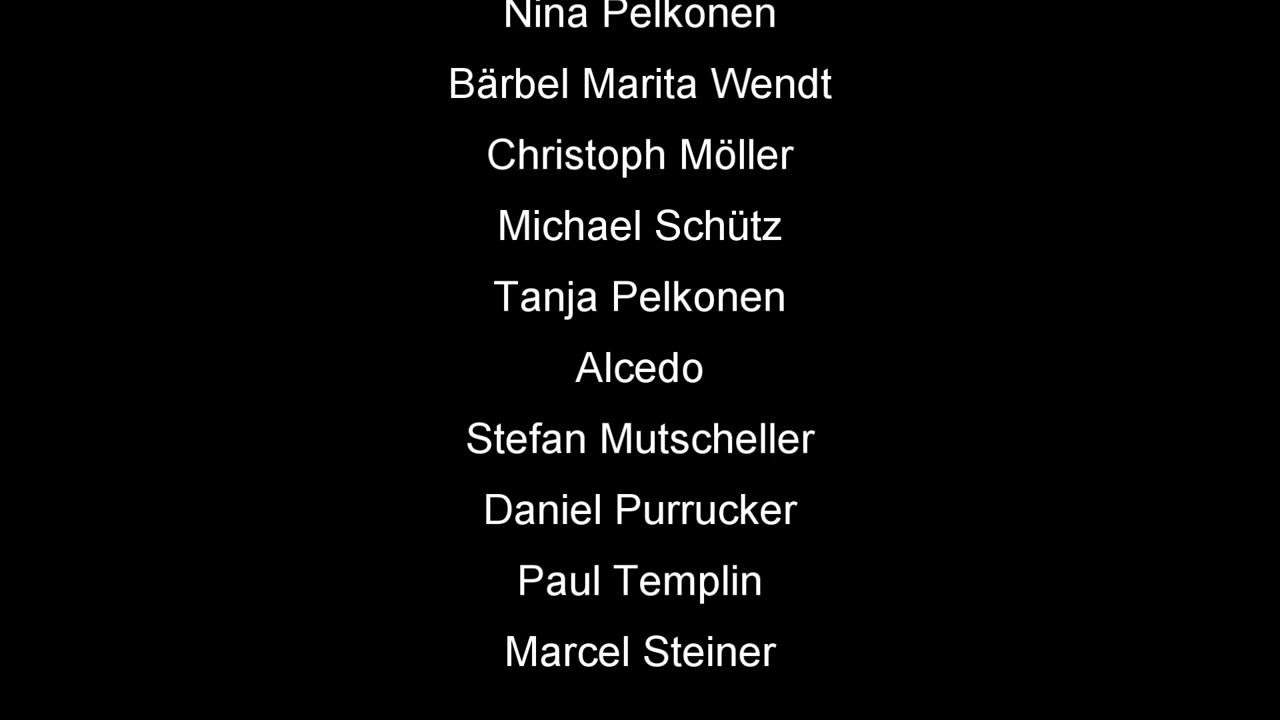 Nina Pelkonen
Bärbel Marita Wendt
Christoph Möller
Michael Schütz
Tanja Pelkonen
Alcedo
Stefan Mutscheller
Daniel Purrucker
Paul Templin
Marcel Steiner